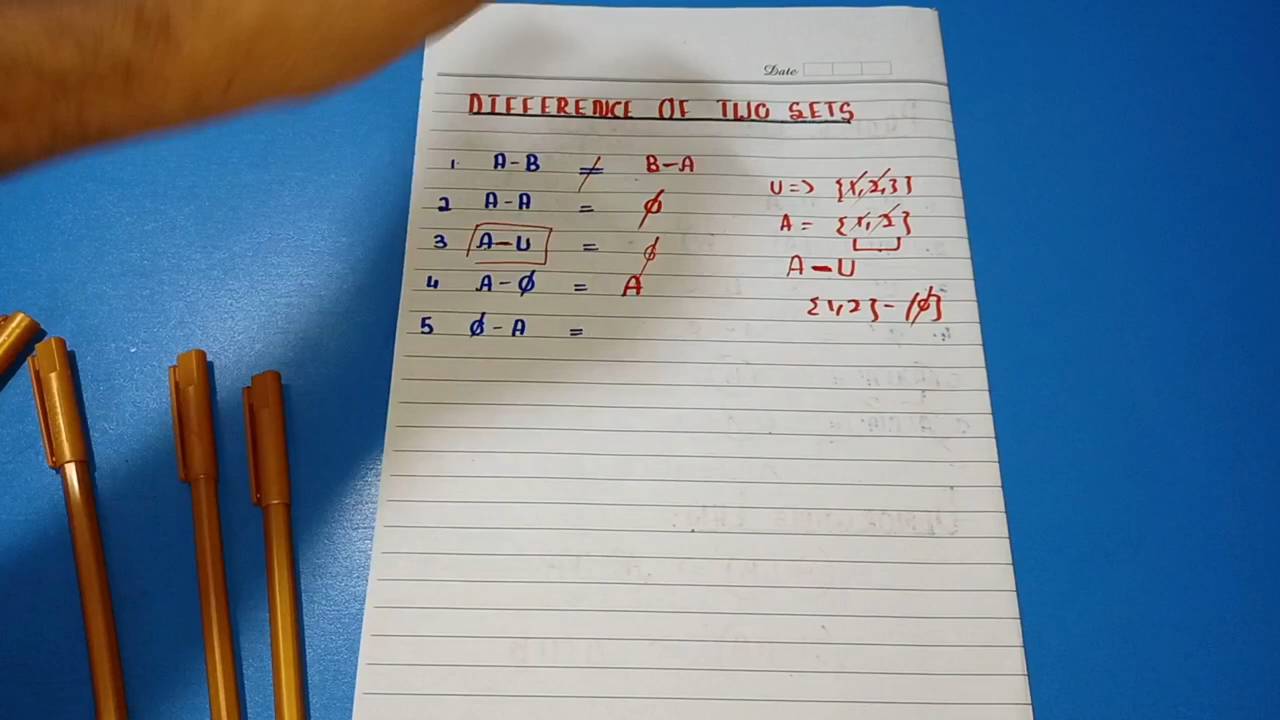 Date
DIFFERENCE OF TWO SETS
1. A-B ≠ B-A
2 A-A = ϕ
3 A-U = ϕ
4 A-ϕ = A
5 ϕ-A =
U => {1,2,3}
A = {1,2}
A-U
{1,2} - {ϕ}